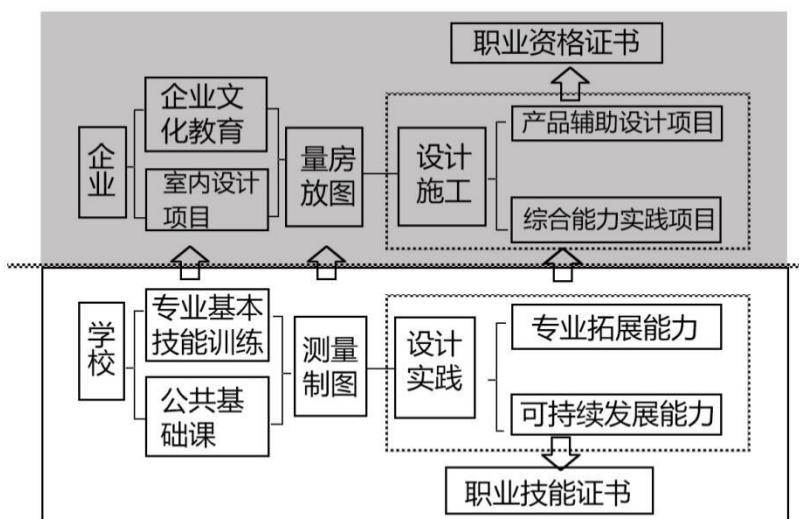 职业资格证书
企业
企业文
化教育
室内设计
项目
量房
放图
设计
施工
产品辅助设计项目
综合能力实践项目
学校
专业基本
技能训练
公共基
础课
测量
制图
设计
实践
专业拓展能力
可持续发展能力
职业技能证书